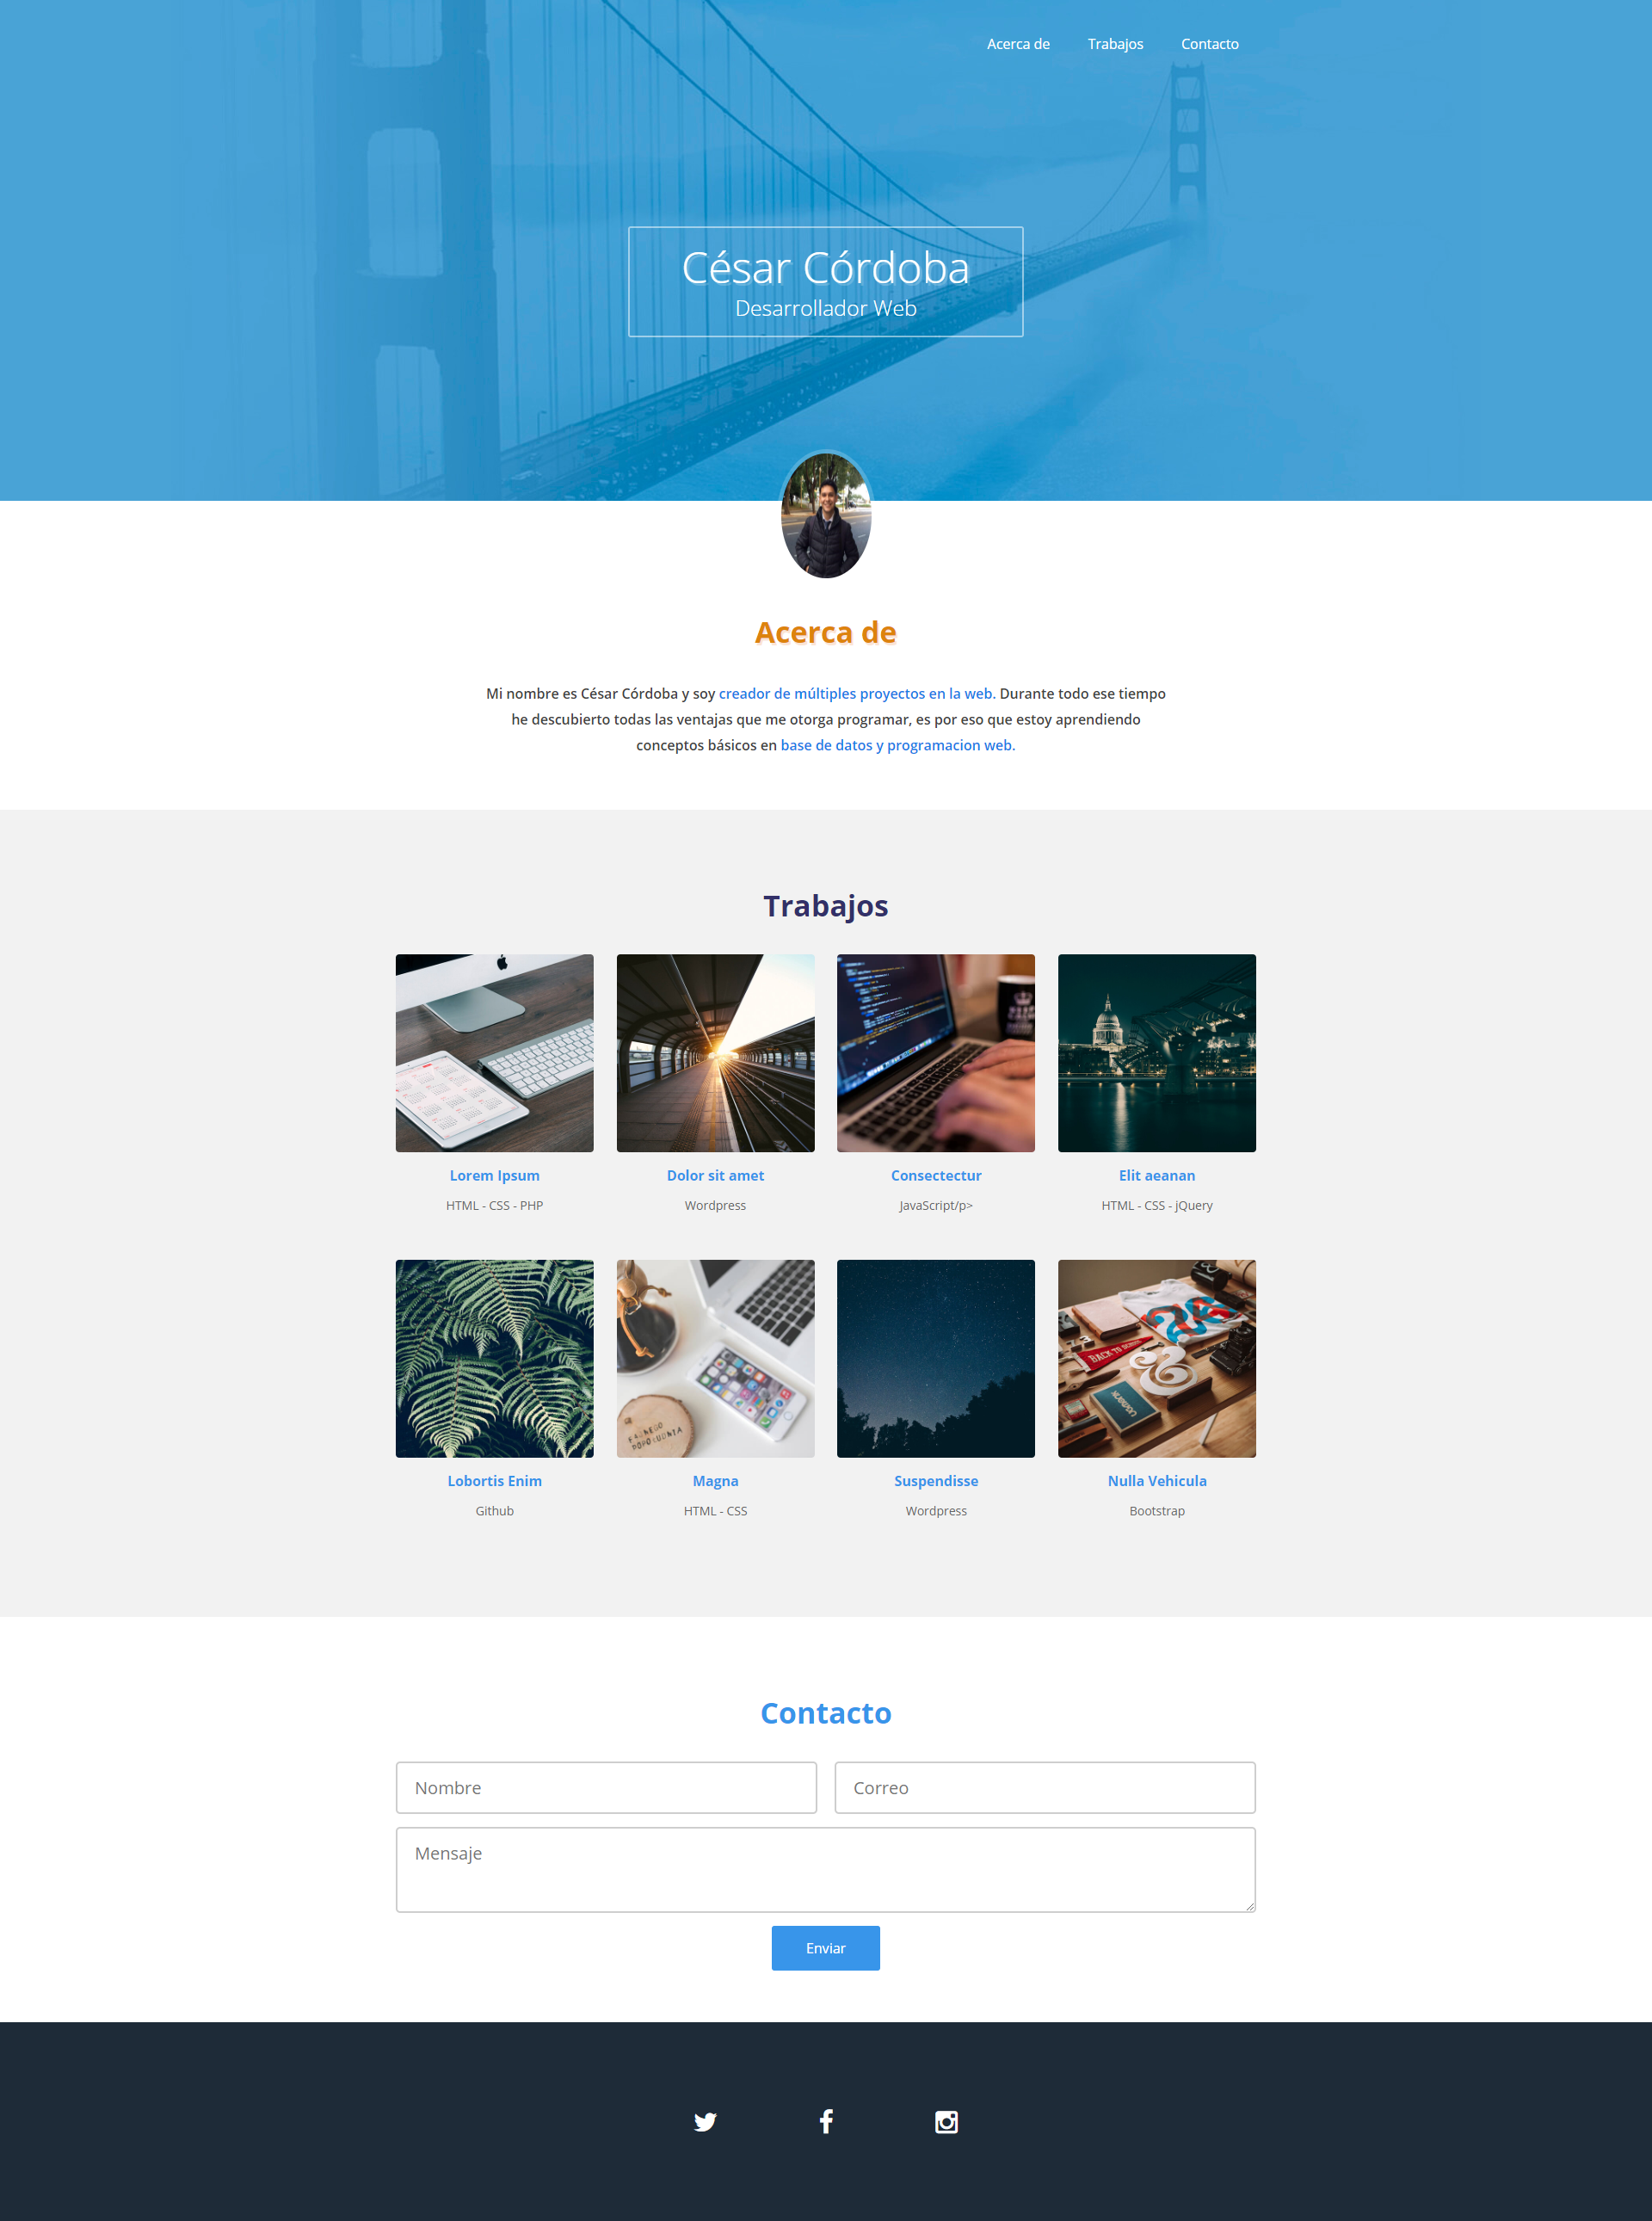 Acerca de Trabajos Contacto
César Córdoba
Desarrollador Web
Acerca de
Mi nombre es César Córdoba y soy creador de múltiples proyectos en la web. Durante todo ese tiempo
he descubierto todas las ventajas que me otorga programar, es por eso que estoy aprendiendo
conceptos básicos en base de datos y programacion web.
Trabajos
Lorem Ipsum
HTML - CSS - PHP
Dolor sit amet
Wordpress
Consectectur
JavaScript/p>
Elit aeanan
HTML - CSS - jQuery
BACK TO
Lobortis Enim
Github
Magna
HTML - CSS
Suspendisse
Wordpress
Nulla Vehicula
Bootstrap
Contacto
Nombre
Correo
Mensaje
Enviar